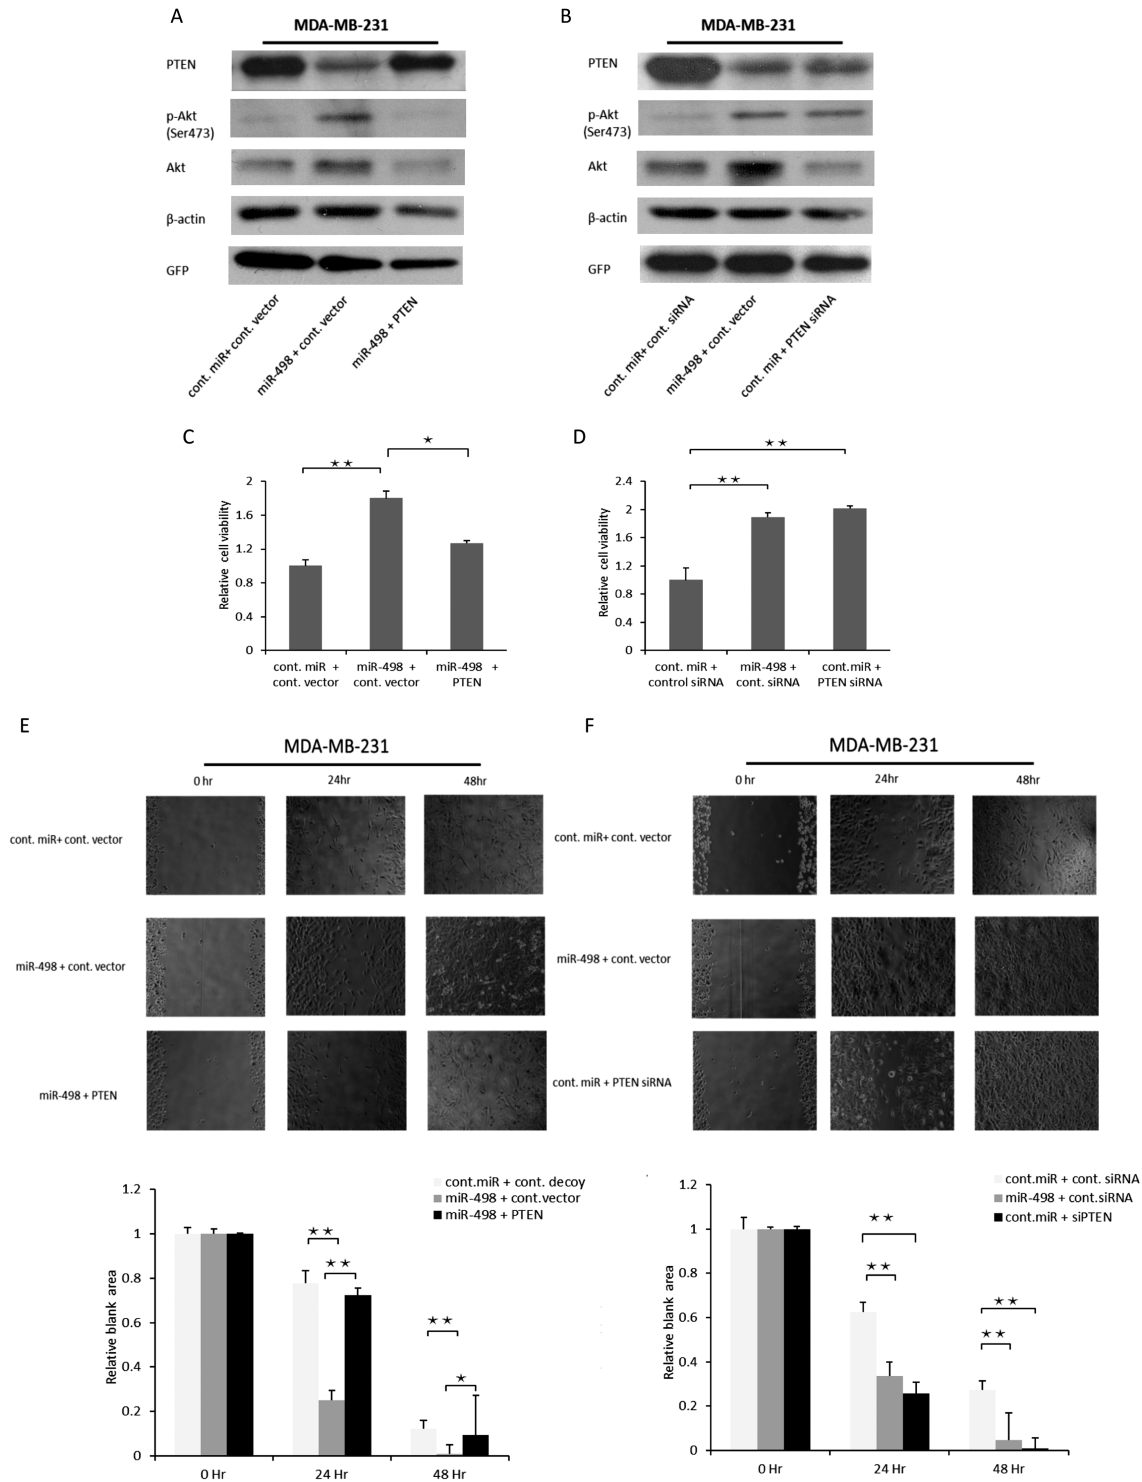 A
MDA-MB-231
PTEN
p-Akt
(Ser473)
Akt
β-actin
GFP
cont. miR+ cont. vector
miR-498 + cont. vector
miR-498 + PTEN
B
MDA-MB-231
PTEN
p-Akt
(Ser473)
Akt
β-actin
GFP
cont. miR+ cont. siRNA
miR-498 + cont. vector
cont. miR + PTEN siRNA
C
★★
★
Relative cell viability
2
1.6
1.2
0.8
0.4
0
cont. miR +
cont. vector
miR-498 +
cont. vector
miR-498 +
PTEN
D
★★
★★
Relative cell viability
2.4
2
1.6
1.2
0.8
0.4
0
cont. miR +
control siRNA
miR-498 +
cont. siRNA
cont.miR +
PTEN siRNA
E
MDA-MB-231
0 hr
24hr
48hr
cont. miR+ cont. vector
miR-498 + cont. vector
miR-498 + PTEN
cont.miR + cont. decoy
miR-498 + cont.vector
miR-498 + PTEN
★★
★★
★★
★
Relative blank area
1.2
1
0.8
0.6
0.4
0.2
0
0 Hr
24 Hr
48 Hr
F
MDA-MB-231
0 hr
24hr
48hr
cont. miR+ cont. vector
miR-498 + cont. vector
cont. miR + PTEN siRNA
cont.miR + cont. siRNA
miR-498 + cont.siRNA
cont.miR + siPTEN
★★
★★
★★
★★
Relative blank area
1.2
1
0.8
0.6
0.4
0.2
0
0 Hr
24 Hr
48 Hr